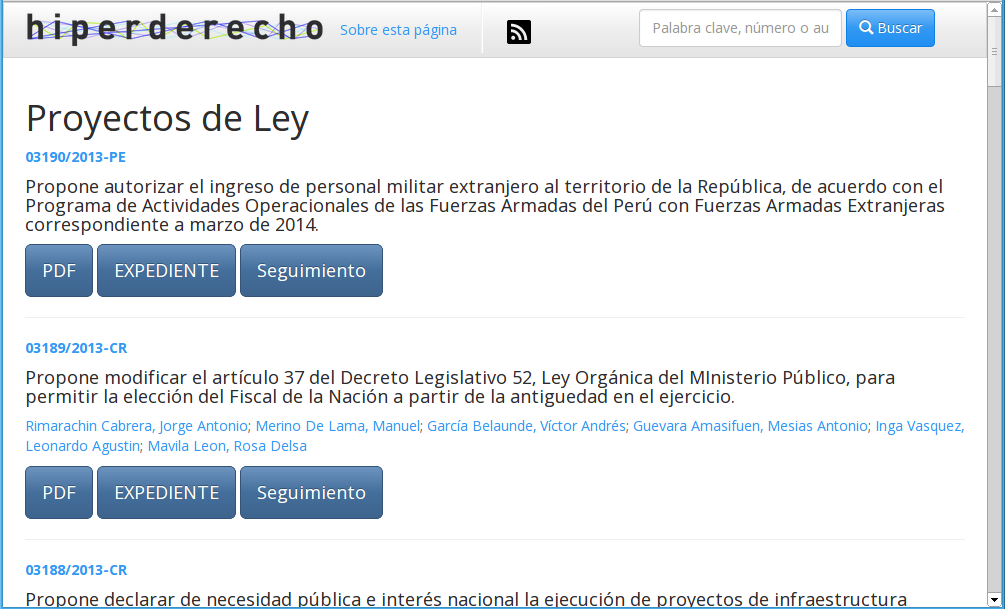 hiperderecho Sobre esta página Palabra clave, número o au Buscar
Proyectos de Ley
03190/2013-PE
Propone autorizar el ingreso de personal militar extranjero al territorio de la República, de acuerdo con el
Programa de Actividades Operacionales de las Fuerzas Armadas del Perú con Fuerzas Armadas Extranjeras
correspondiente a marzo de 2014.
PDF EXPEDIENTE Seguimiento
03189/2013-CR
Propone modificar el artículo 37 del Decreto Legislativo 52, Ley Orgánica del MInisterio Público, para
permitir la elección del Fiscal de la Nación a partir de la antiguedad en el ejercicio.
Rimarachin Cabrera, Jorge Antonio; Merino De Lama, Manuel; García Belaunde, Víctor Andrés; Guevara Amasifuen, Mesias Antonio; Inga Vasquez,
Leonardo Agustin; Mavila Leon, Rosa Delsa
PDF EXPEDIENTE Seguimiento
03188/2013-CR
Propone declarar de necesidad pública e interés nacional la ejecución de proyectos de infraestructura